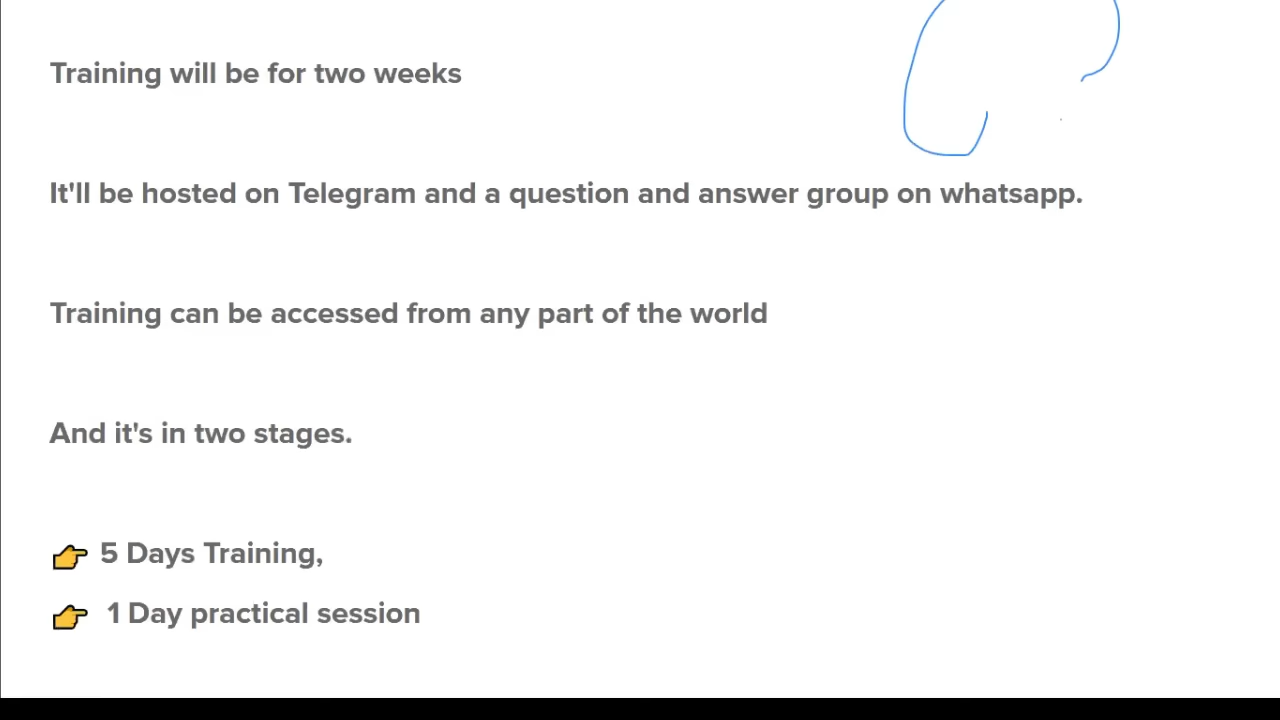 Training will be for two weeks
It'll be hosted on Telegram and a question and answer group on whatsapp.
Training can be accessed from any part of the world
And it's in two stages.
👉 5 Days Training,
👉 1 Day practical session